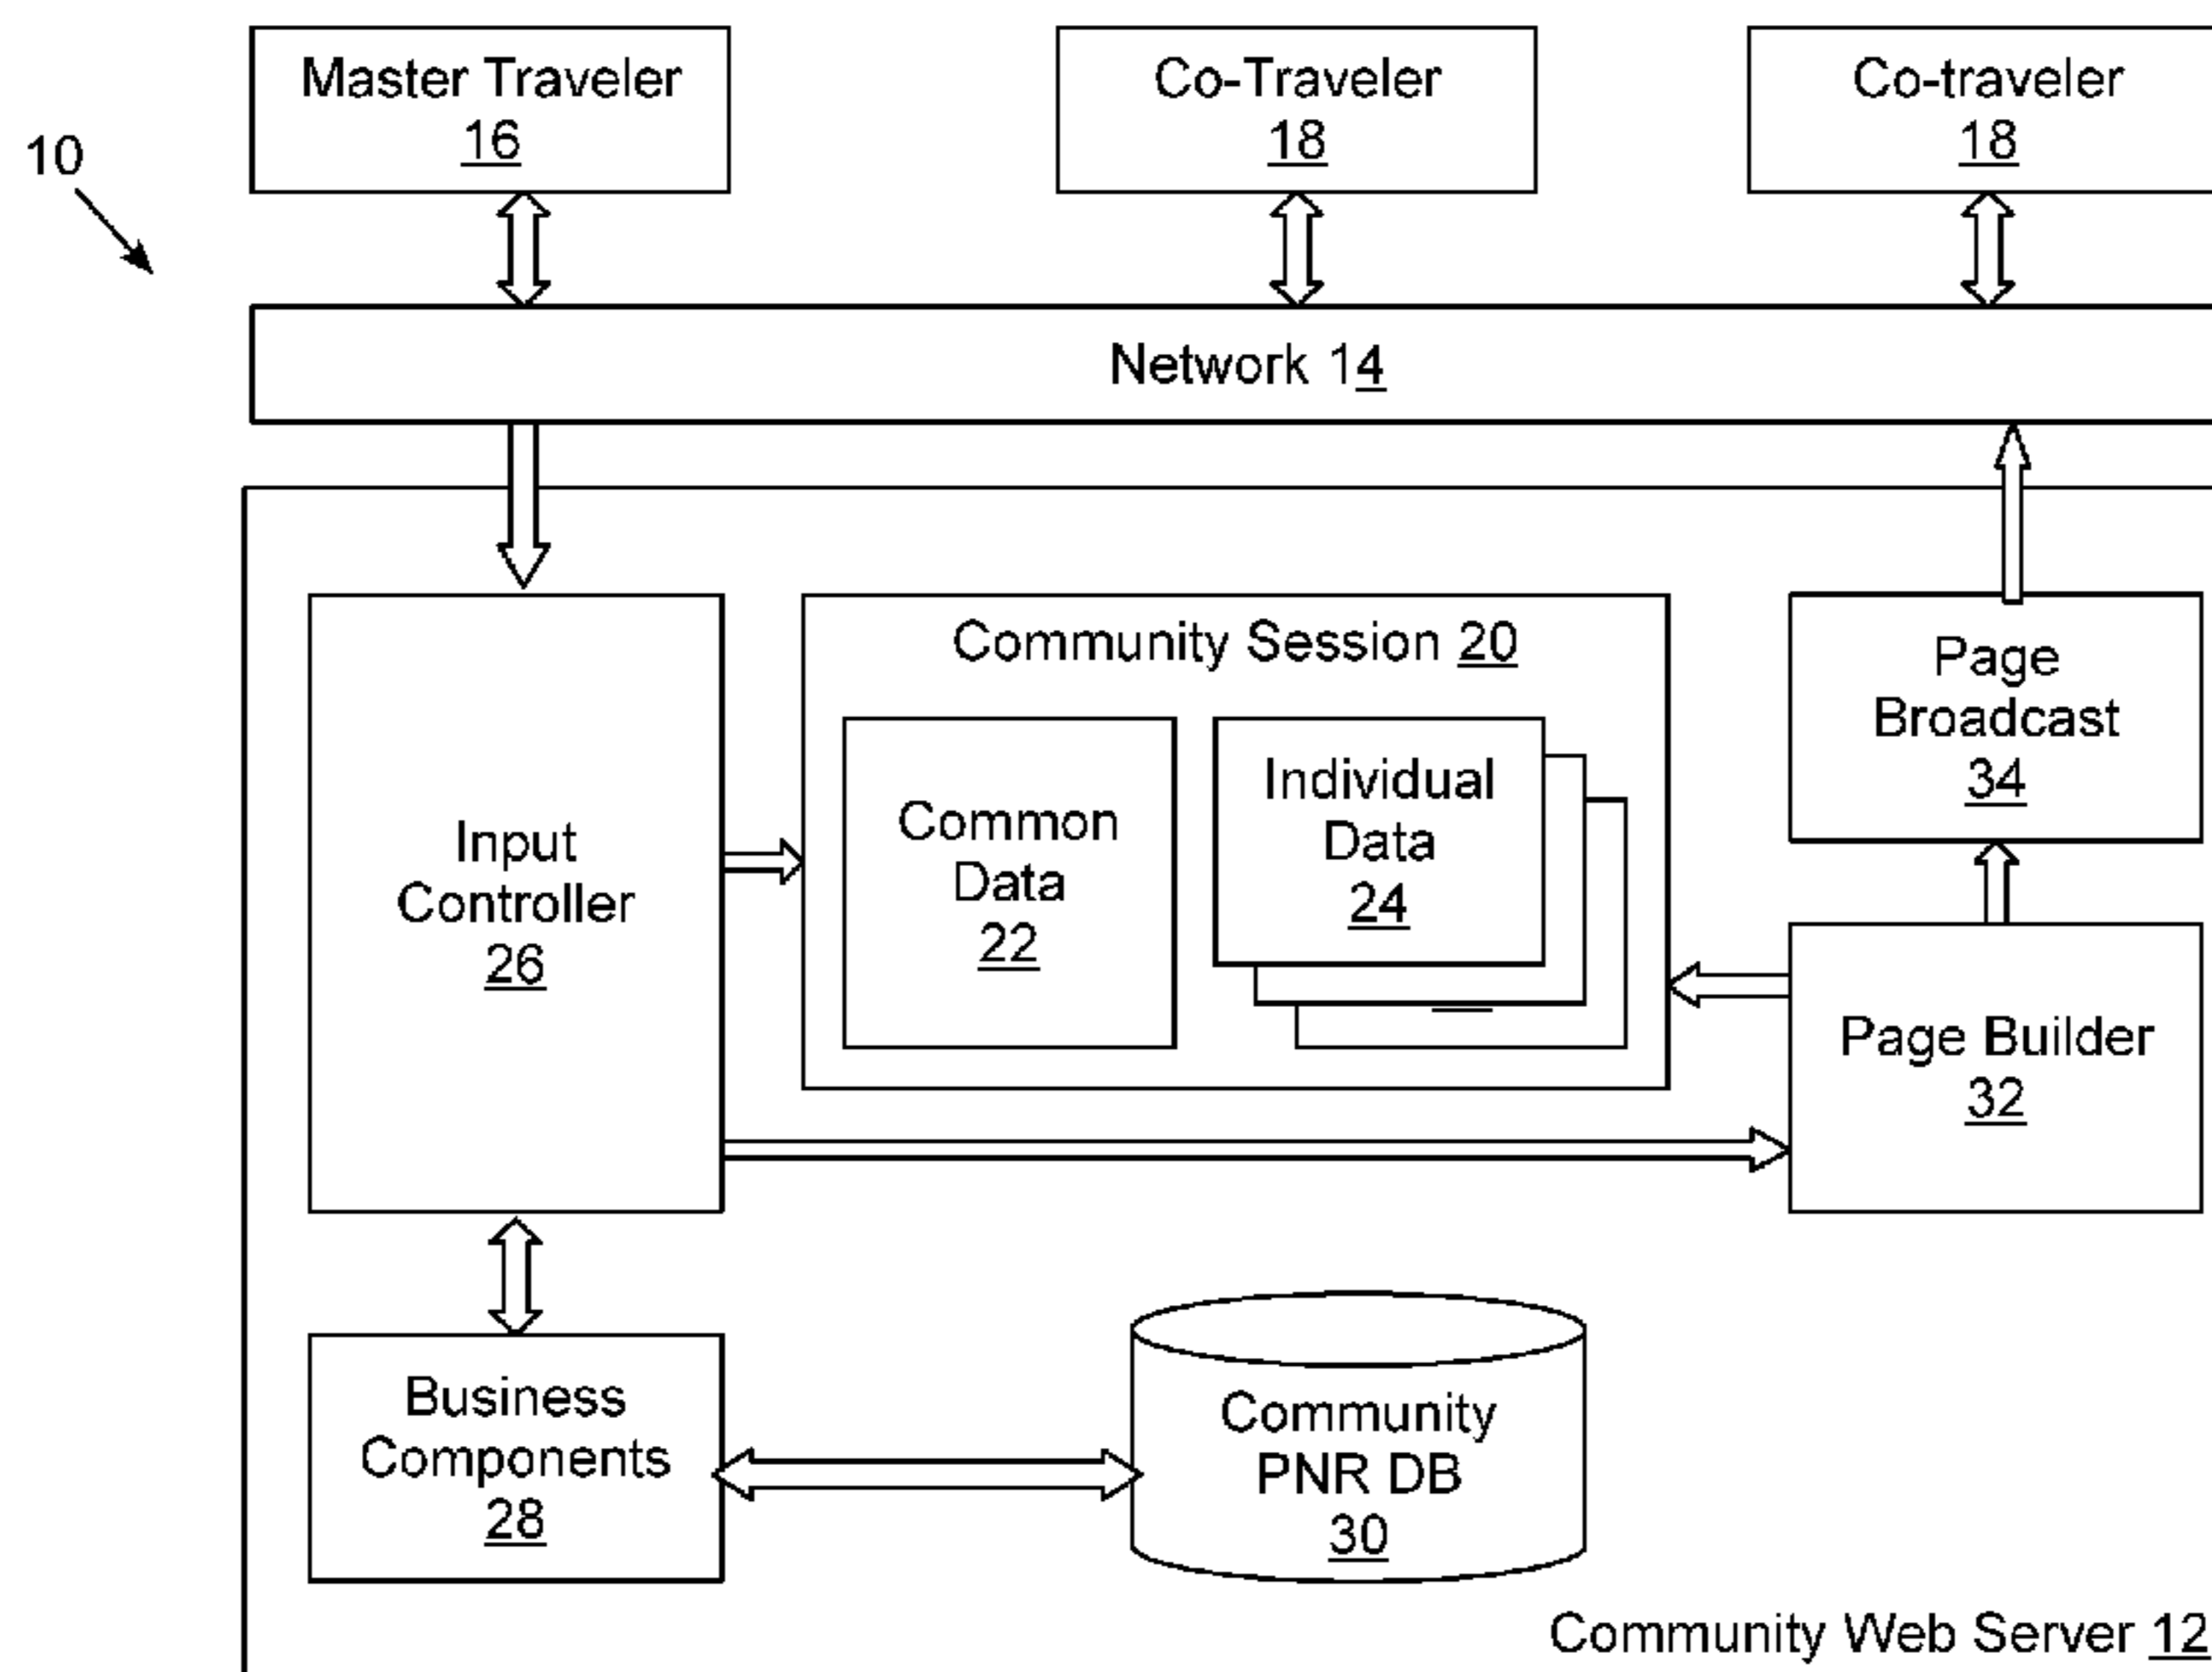 Master Traveler
16
Co-Traveler
18
Co-traveler
18
10
Network 14
Community Session 20
Input
Controller
26
Common
Data
22
Individual
Data
24
Page
Broadcast
34
Page Builder
32
Business
Components
28
Community
PNR DB
30
Community Web Server 12